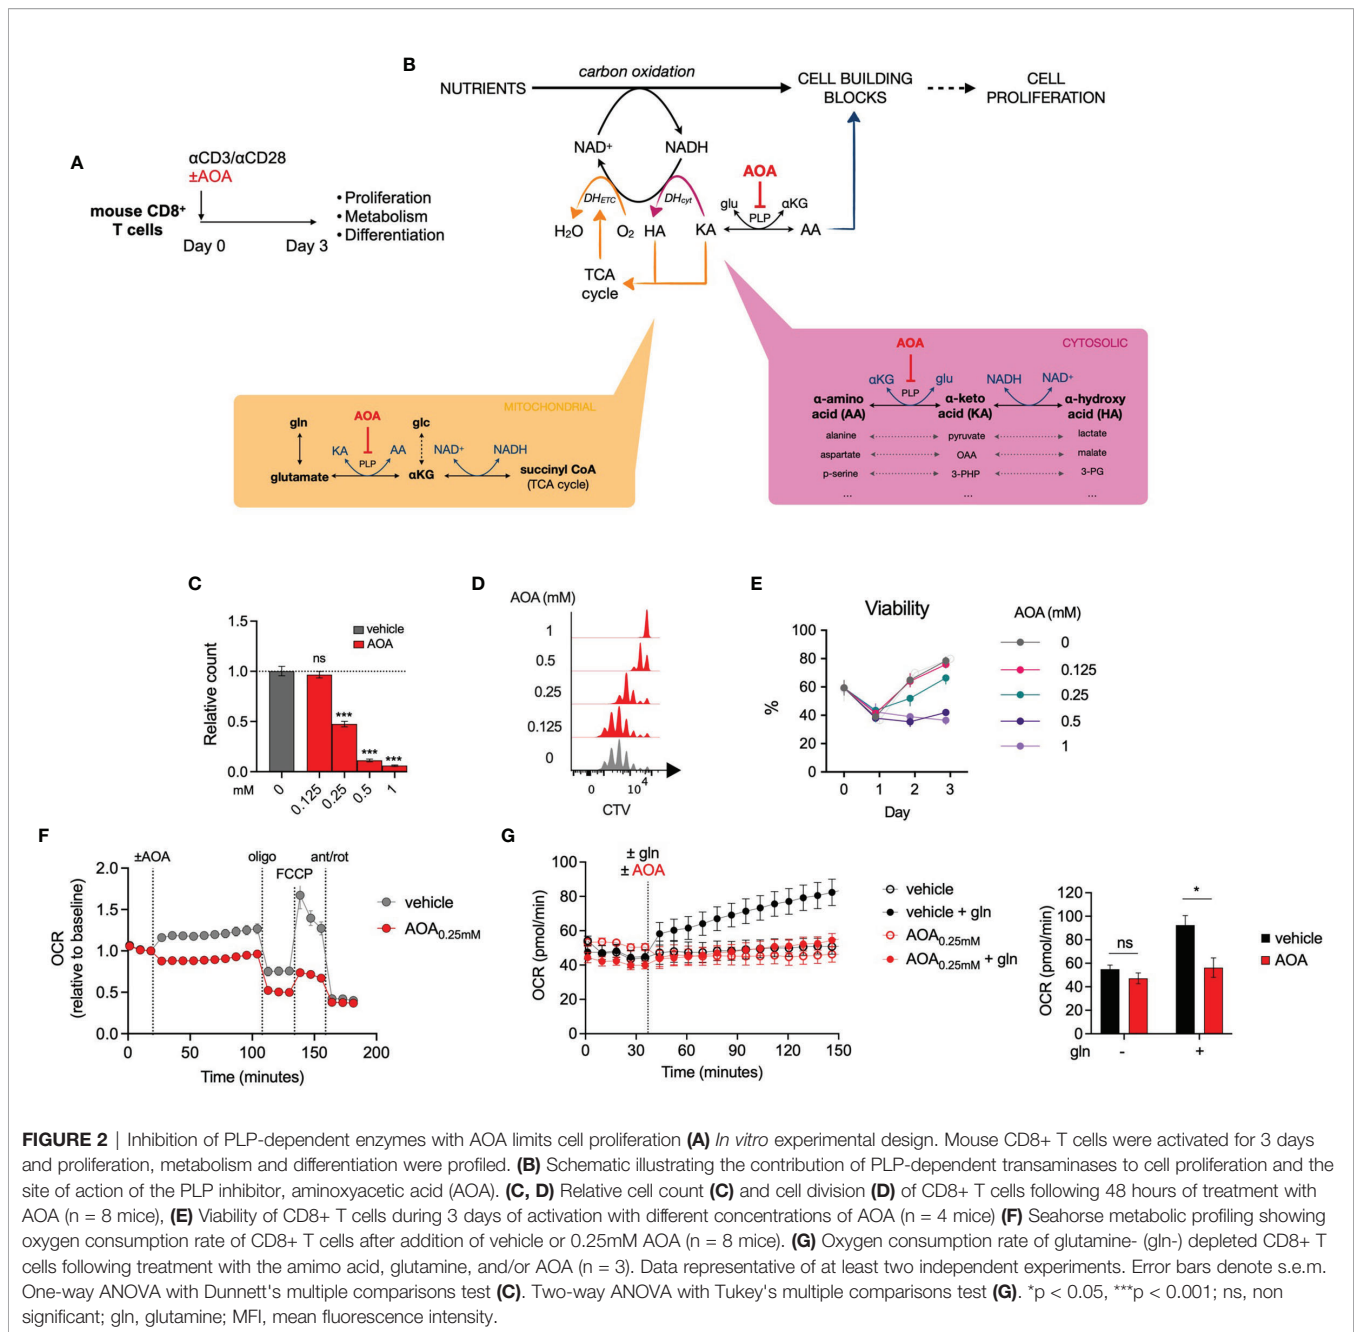 B
NUTRIENTS
carbon oxidation
CELL BUILDING
BLOCKS
CELL
PROLIFERATION
NAD+
NADH
AOA
DHETC
DHcyt
glu
αKG
PLP
H2O
O2
HA
KA
AA
TCA
cycle
A
αCD3/αCD28
±AOA
mouse CD8+
T cells
Day 0
Day 3
• Proliferation
• Metabolism
• Differentiation
MITOCHONDRIAL
gln
AOA
glc
KA
AA
NAD+
NADH
PLP
glutamate
αKG
succinyl CoA
(TCA cycle)
CYTOSOLIC
AOA
αKG
glu
NADH
NAD+
PLP
α-amino
acid (AA)
α-keto
acid (KA)
α-hydroxy
acid (HA)
alanine
pyruvate
lactate
aspartate
OAA
malate
p-serine
3-PHP
3-PG
...
...
...
C
Relative count
1.5
1.0
0.5
0.0
vehicle
AOA
ns
***
***
***
mM
0
0.125
0.25
0.5
1
D
AOA (mM)
1
0.5
0.25
0.125
0
0
10 4
CTV
E
Viability
%
100
80
60
40
20
0
0
1
2
3
Day
AOA (mM)
0
0.125
0.25
0.5
1
F
±AOA
oligo
FCCP
ant/rot
OCR
(relative to baseline)
2.0
1.5
1.0
0.5
0.0
0
50
100
150
200
Time (minutes)
vehicle
AOA0.25mM
G
± gln
± AOA
OCR (pmol/min)
100
80
60
40
20
0
0
30
60
90
120
150
Time (minutes)
vehicle
vehicle + gln
AOA0.25mM
AOA0.25mM + gln
OCR (pmol/min)
120
100
80
60
40
20
0
ns
*
gln
-
+
vehicle
AOA
FIGURE 2 | Inhibition of PLP-dependent enzymes with AOA limits cell proliferation (A) In vitro experimental design. Mouse CD8+ T cells were activated for 3 days
and proliferation, metabolism and differentiation were profiled. (B) Schematic illustrating the contribution of PLP-dependent transaminases to cell proliferation and the
site of action of the PLP inhibitor, aminoxyacetic acid (AOA). (C, D) Relative cell count (C) and cell division (D) of CD8+ T cells following 48 hours of treatment with
AOA (n = 8 mice), (E) Viability of CD8+ T cells during 3 days of activation with different concentrations of AOA (n = 4 mice) (F) Seahorse metabolic profiling showing
oxygen consumption rate of CD8+ T cells after addition of vehicle or 0.25mM AOA (n = 8 mice). (G) Oxygen consumption rate of glutamine- (gln-) depleted CD8+ T
cells following treatment with the amino acid, glutamine, and/or AOA (n = 3). Data representative of at least two independent experiments. Error bars denote s.e.m.
One-way ANOVA with Dunnett's multiple comparisons test (C). Two-way ANOVA with Tukey's multiple comparisons test (G). *p < 0.05, ***p < 0.001; ns, non
significant; gln, glutamine; MFI, mean fluorescence intensity.